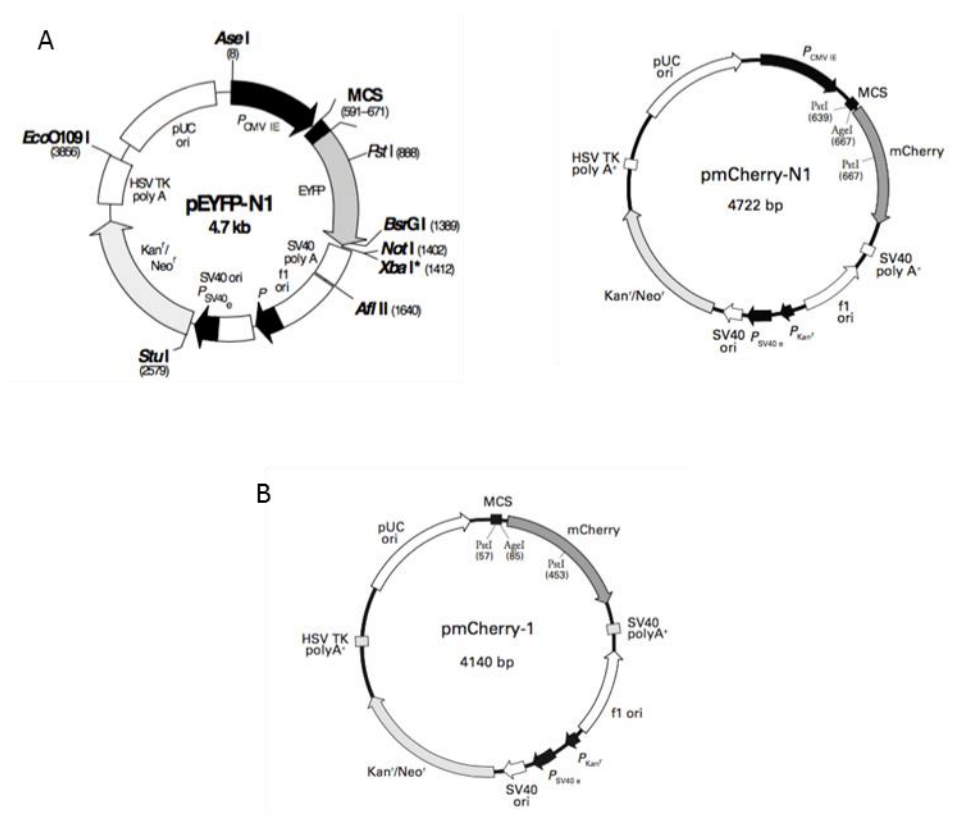 A
Ase I
(8)
MCS
(591–671)
P CMV IE
Pst I (888)
EYFP
BsrG I (1389)
Not I (1402)
Xba I* (1412)
Afl II (1640)
SV40
poly A
f1
ori
P
SV40 ori
P SV40e
Stu I
(2579)
Kanr/
Neor
HSV TK
poly A
EcoO109 I
(3856)
pUC
ori
pEYFP-N1
4.7 kb
pUC
ori
P CMV IE
MCS
PstI
(639)
AgeI
(667)
PstI
(667)
mCherry
HSV TK
poly A+
pmCherry-N1
4722 bp
SV40
poly A+
f1
ori
P Kanr
P SV40 e
SV40
ori
Kanr/Neor
B
pUC
ori
MCS
PstI
(57)
AgeI
(85)
mCherry
PstI
(453)
HSV TK
polyA+
pmCherry-1
4140 bp
SV40
polyA+
f1 ori
P Kanr
P SV40 e
SV40
ori
Kanr/Neor